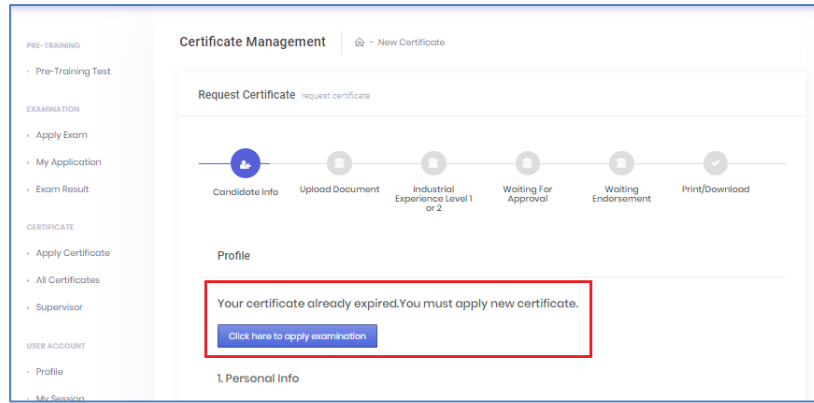 PRE-TRAINING
Pre-Training Test
EXAMINATION
Apply Exam
My Application
Exam Result
CERTIFICATE
Apply Certificate
All Certificates
Supervisor
USER ACCOUNT
Profile
My Session
Certificate Management
- New Certificate
Request Certificate request certificate
Candidate Info
Upload Document
Industrial
Experience Level 1
or 2
Waiting For
Approval
Waiting
Endorsement
Print/Download
Profile
Your certificate already expired.You must apply new certificate.
Click here to apply examination
1. Personal Info